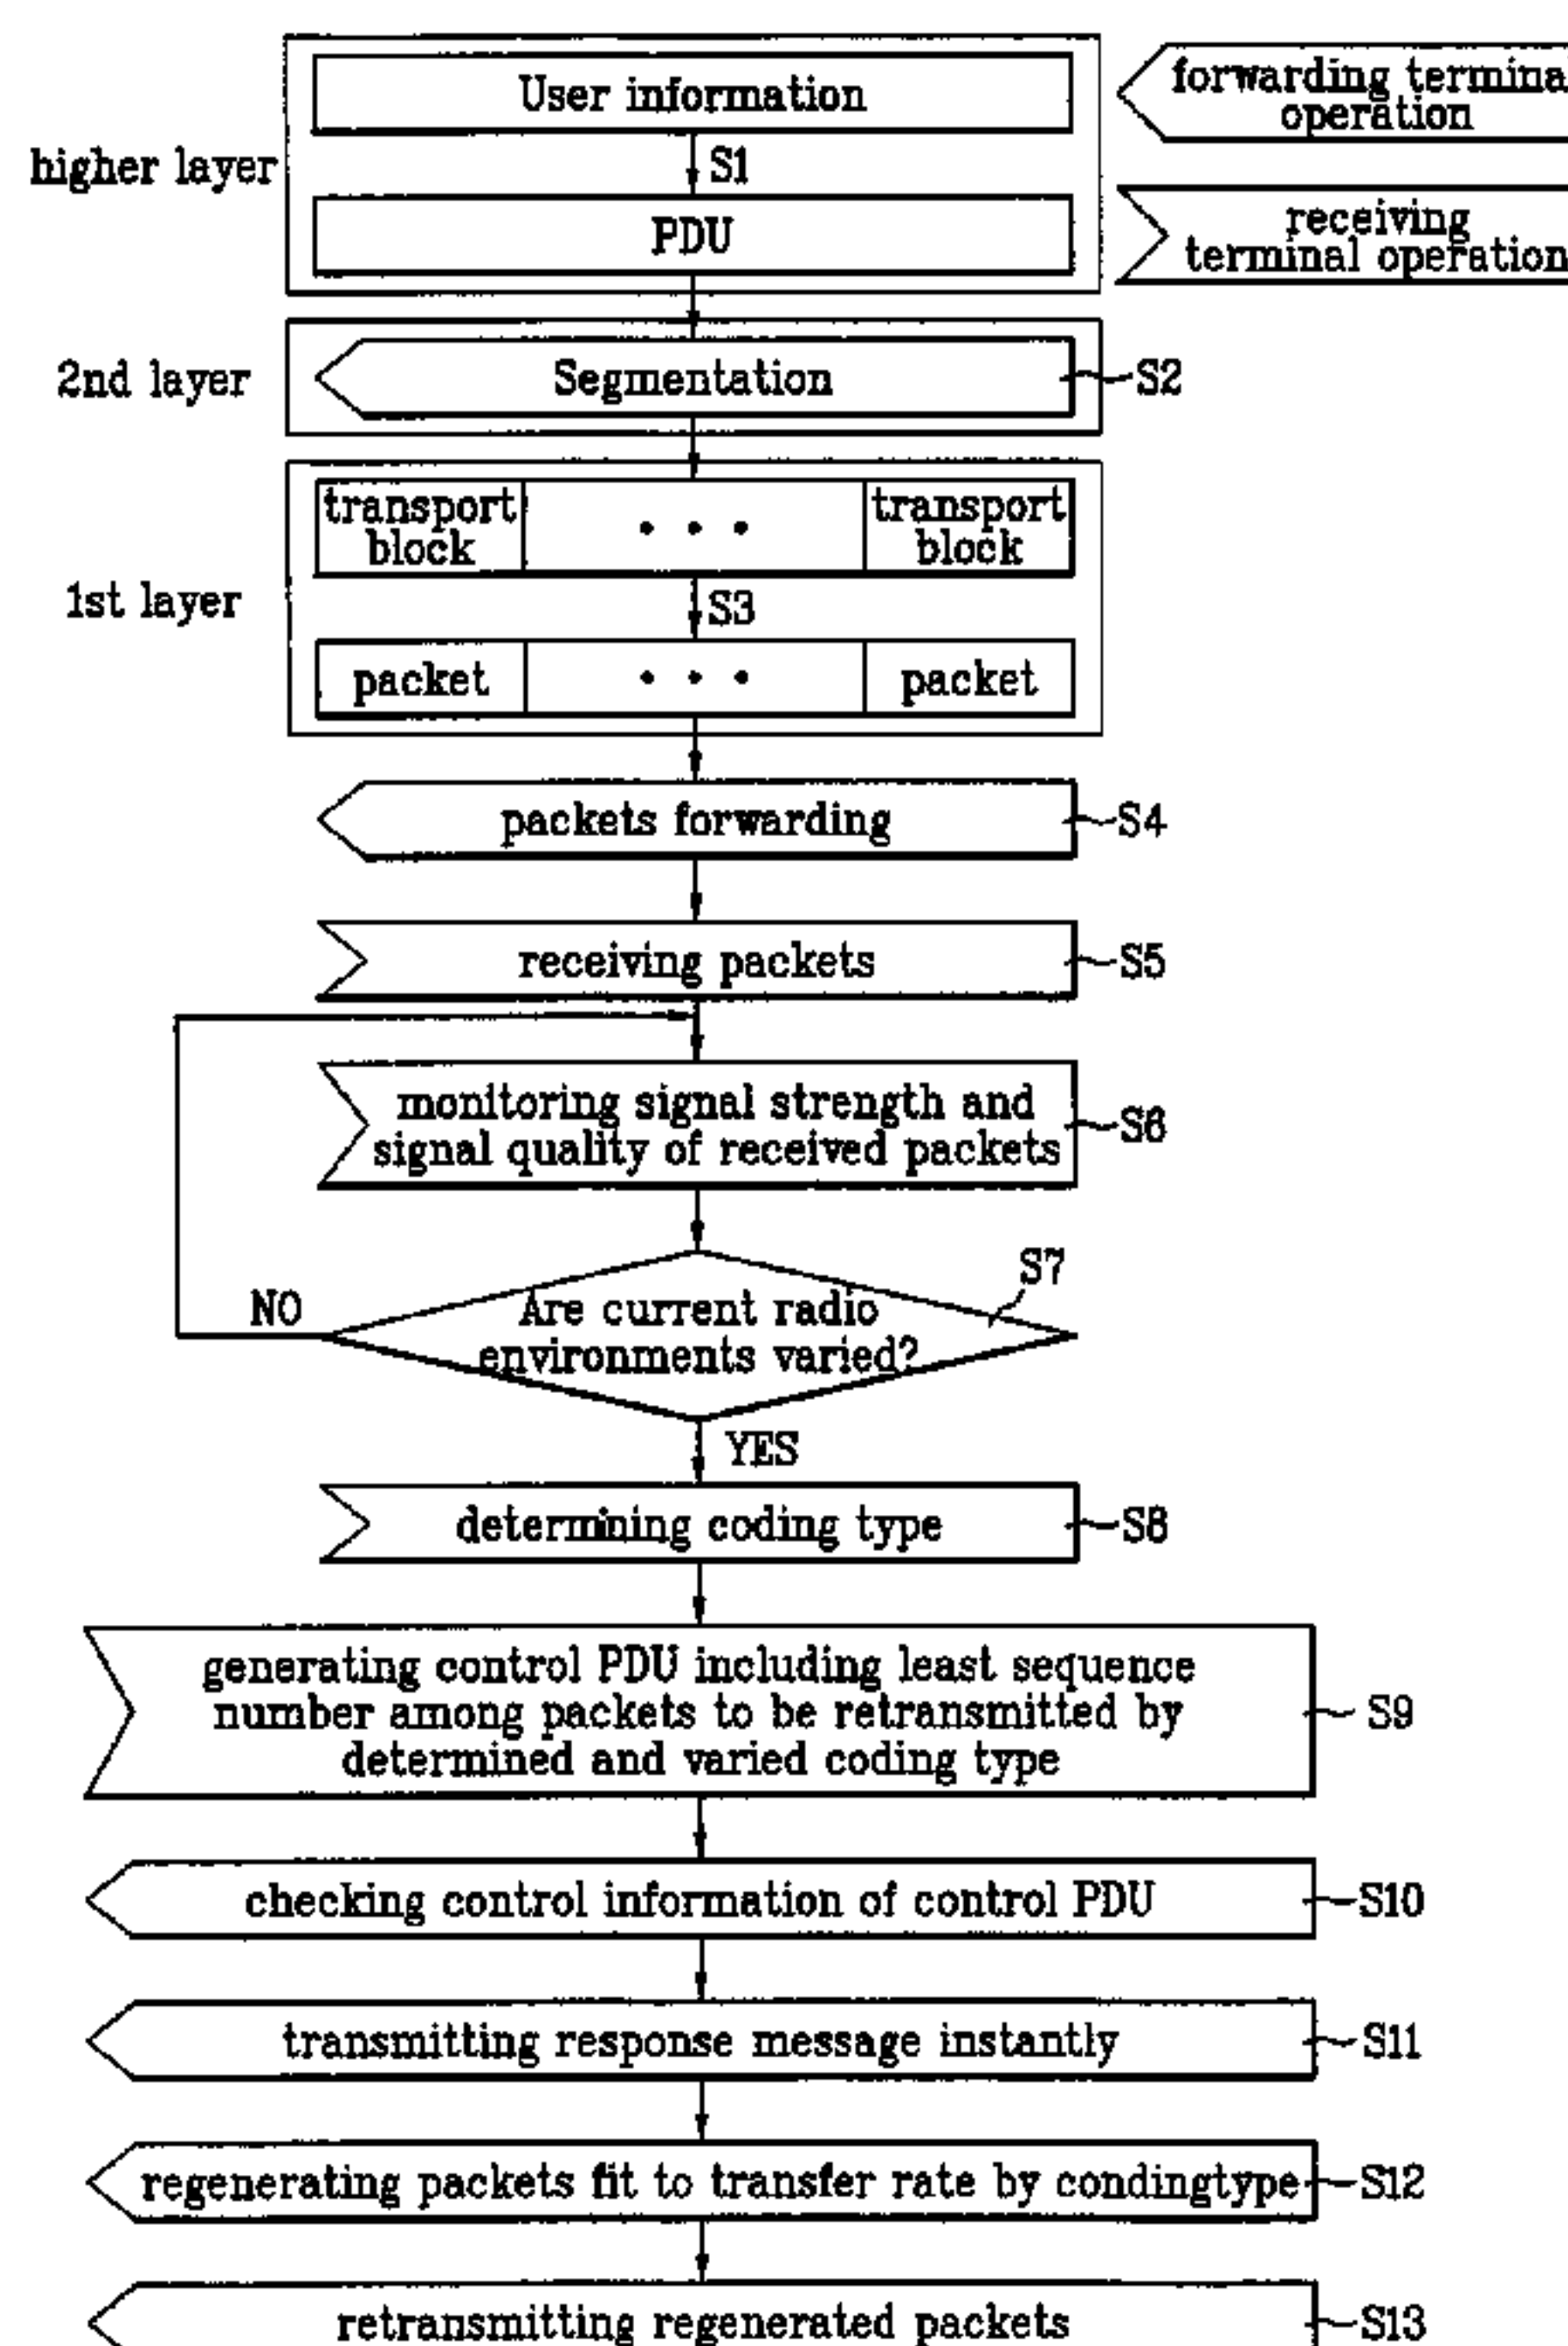 User information
forwarding terminal
operation
higher layer
S1
PDU
receiving
terminal operation
2nd layer
Segmentation
S2
transport
block
• • •
transport
block
1st layer
S3
packet
• • •
packet
packets forwarding
S4
receiving packets
S5
monitoring signal strength and
signal quality of received packets
S6
S7
NO
Are current radio
environments varied?
YES
determining coding type
S8
generating control PDU including least sequence
number among packets to be retransmitted by
determined and varied coding type
S9
checking control information of control PDU
S10
transmitting response message instantly
S11
regenerating packets fit to transfer rate by condingtype
S12
retransmitting regenerated packets
S13